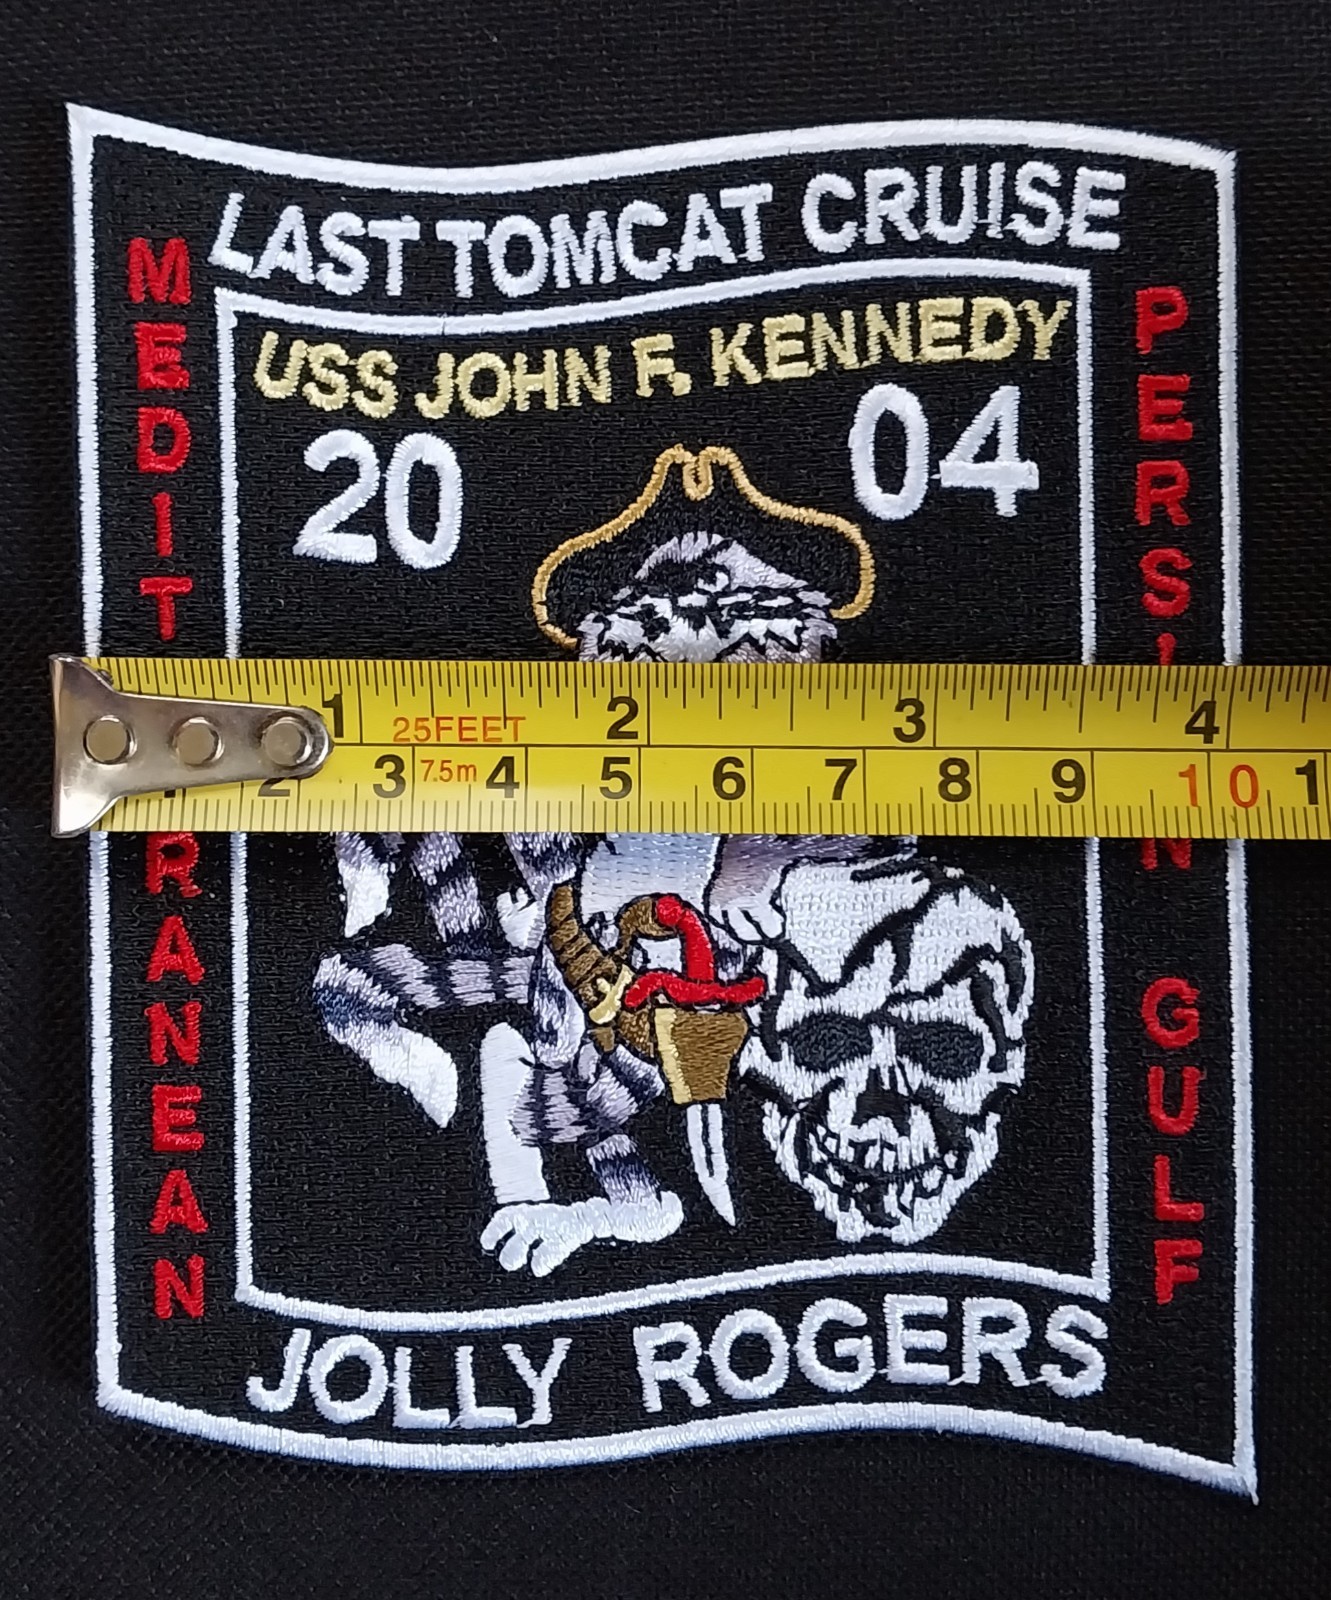 LAST TOMCAT CRUISE
USS JOHN F. KENNEDY
20 04
MEDIT
RANEAN
PERS
N GULF
1 25FEET 2 3 4
2 3 7.5m 4 5 6 7 8 9 10 1
JOLLY ROGERS